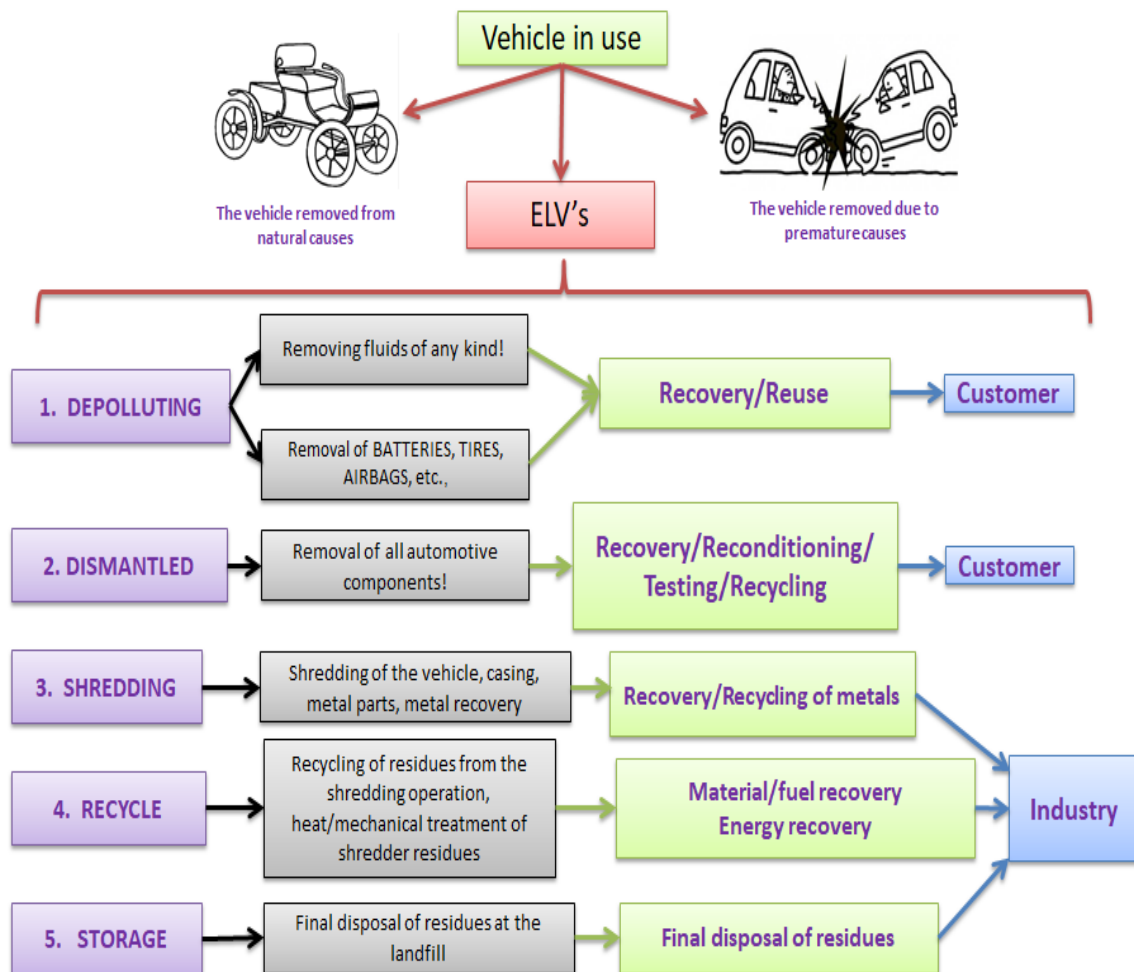 Vehicle in use
The vehicle removed from
natural causes
ELV’s
The vehicle removed due to
premature causes
1. DEPOLLUTING
Removing fluids of any kind!
Removal of BATTERIES, TIRES,
AIRBAGS, etc.,
Recovery/Reuse
Customer
2. DISMANTLED
Removal of all automotive
components!
Recovery/Reconditioning/
Testing/Recycling
Customer
3. SHREDDING
Shredding of the vehicle, casing,
metal parts, metal recovery
Recovery/Recycling of metals
4. RECYCLE
Recycling of residues from the
shredding operation,
heat/mechanical treatment of
shredder residues
Material/fuel recovery
Energy recovery
Industry
5. STORAGE
Final disposal of residues at the
landfill
Final disposal of residues